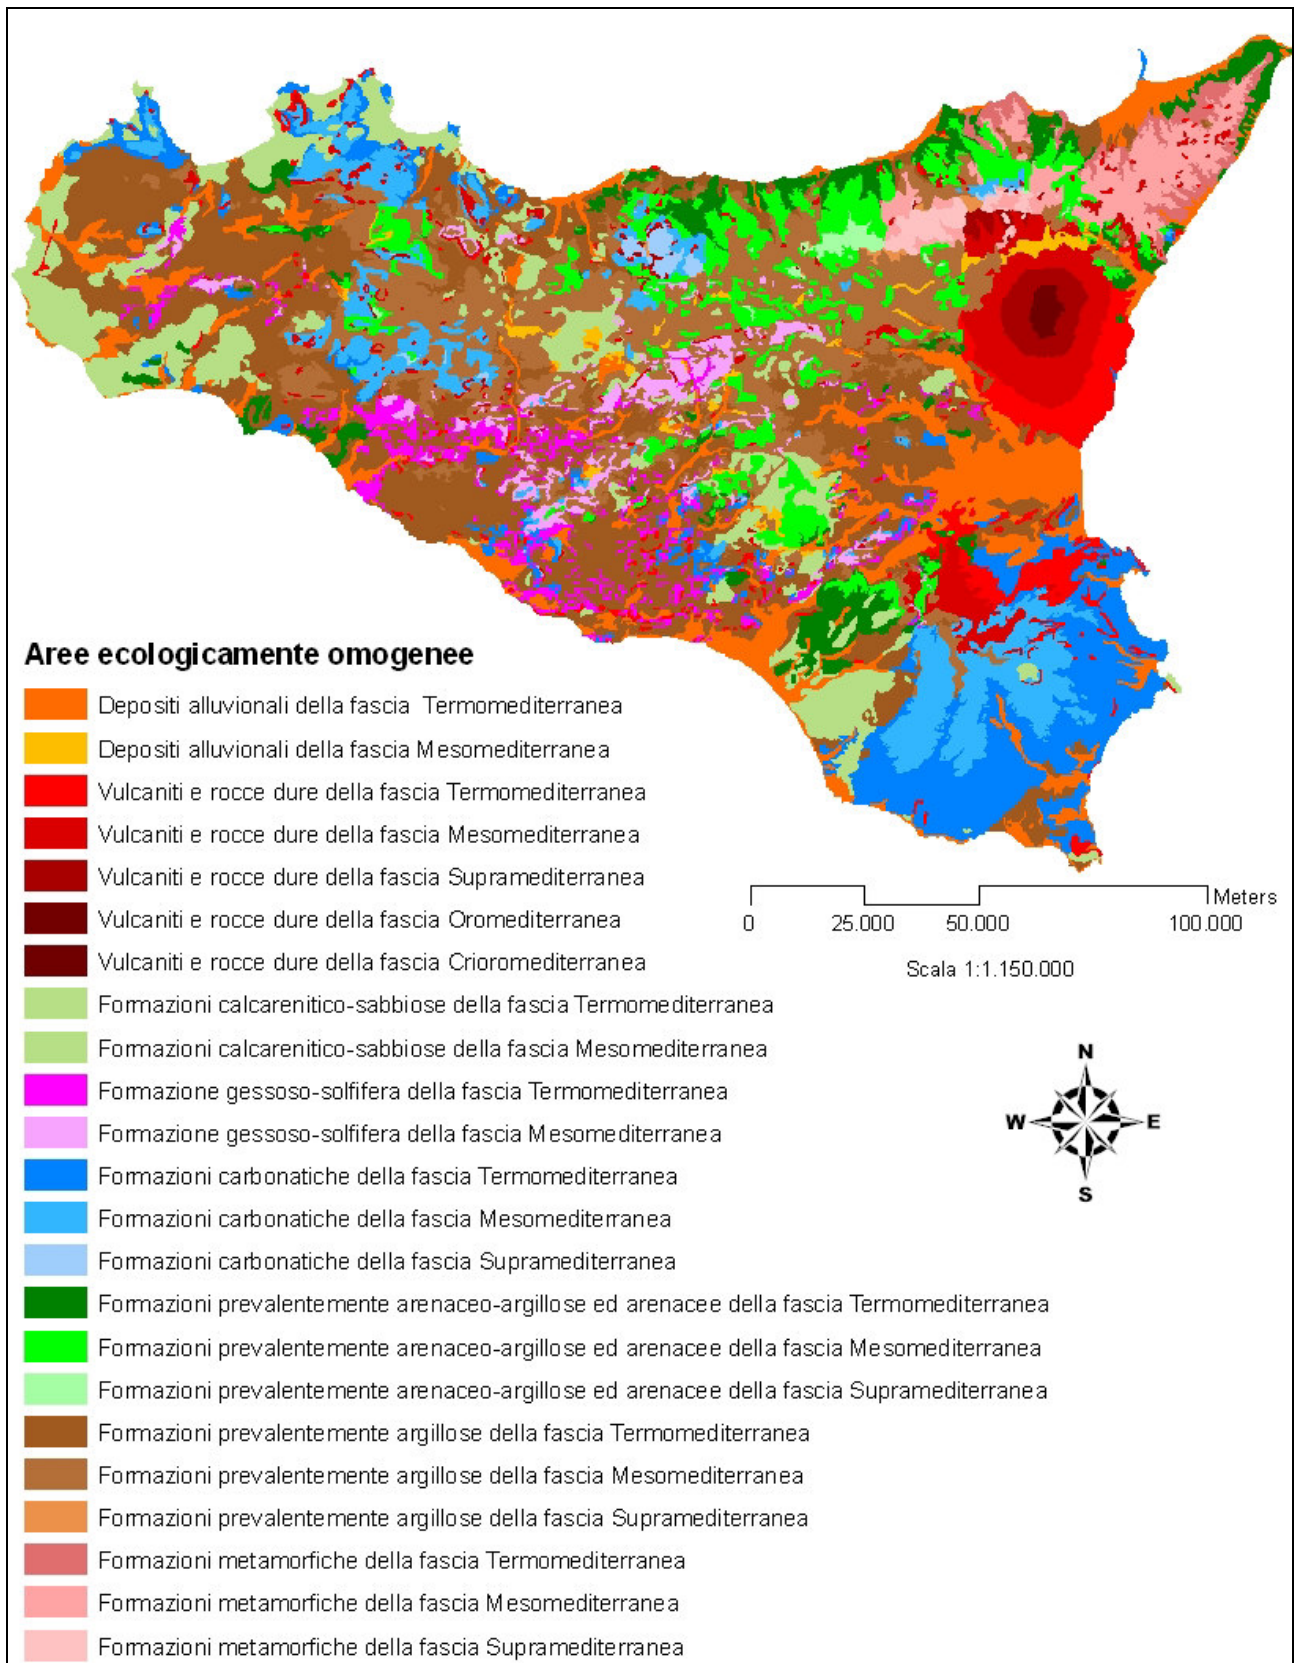 Aree ecologicamente omogenee
Depositi alluvionali della fascia Termomediterranea
Depositi alluvionali della fascia Mesomediterranea
Vulcaniti e rocce dure della fascia Termomediterranea
Vulcaniti e rocce dure della fascia Mesomediterranea
Vulcaniti e rocce dure della fascia Supramediterranea
Vulcaniti e rocce dure della fascia Oromediterranea
Vulcaniti e rocce dure della fascia Crioromediterranea
Formazioni calcarenitico-sabbiose della fascia Termomediterranea
Formazioni calcarenitico-sabbiose della fascia Mesomediterranea
Formazione gessoso-solfifera della fascia Termomediterranea
Formazione gessoso-solfifera della fascia Mesomediterranea
Formazioni carbonatiche della fascia Termomediterranea
Formazioni carbonatiche della fascia Mesomediterranea
Formazioni carbonatiche della fascia Supramediterranea
Formazioni prevalentemente arenaceo-argillose ed arenacee della fascia Termomediterranea
Formazioni prevalentemente arenaceo-argillose ed arenacee della fascia Mesomediterranea
Formazioni prevalentemente arenaceo-argillose ed arenacee della fascia Supramediterranea
Formazioni prevalentemente argillose della fascia Termomediterranea
Formazioni prevalentemente argillose della fascia Mesomediterranea
Formazioni prevalentemente argillose della fascia Supramediterranea
Formazioni metamorfiche della fascia Termomediterranea
Formazioni metamorfiche della fascia Mesomediterranea
Formazioni metamorfiche della fascia Supramediterranea
Meters
0 25.000 50.000 100.000
Scala 1:1.150.000
N
W E
S